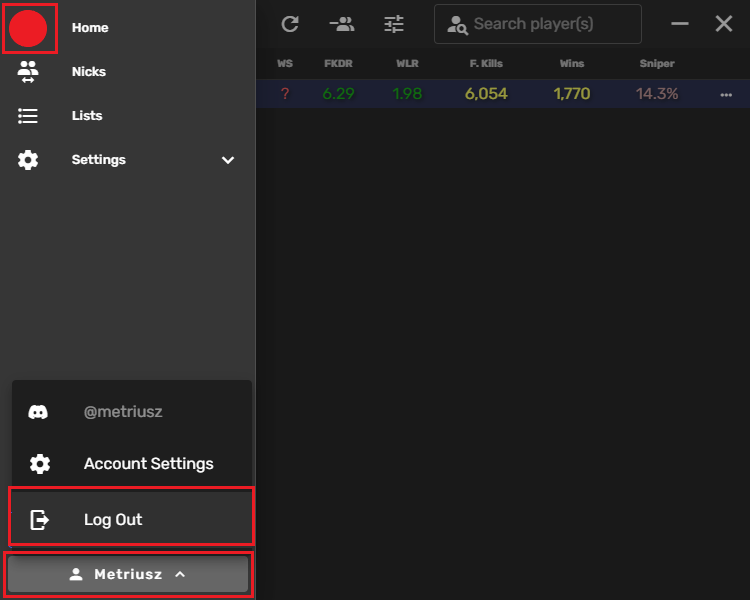 Home
Nicks
Lists
Settings
Search player(s)
WS FKDR WLR F. Kills Wins Sniper
? 6.29 1.98 6,054 1,770 14.3% ...
@metriusz
Account Settings
Log Out
Metriusz